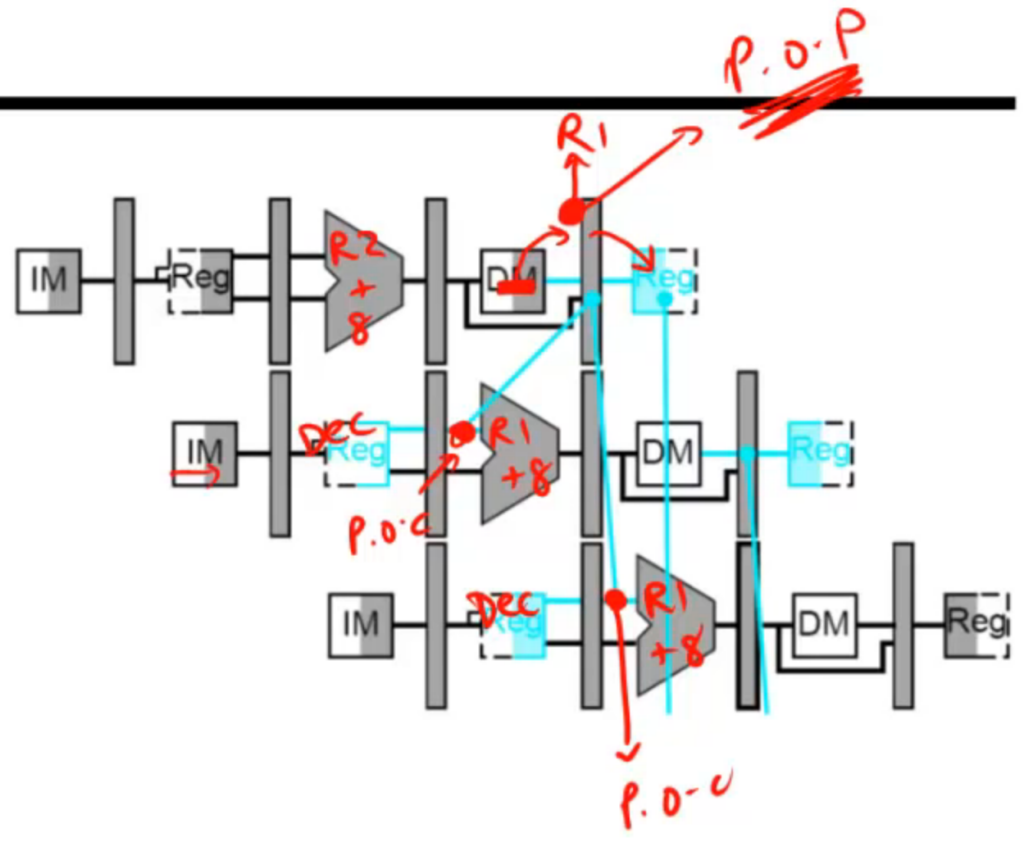 P.O.P
R1
IM Reg R2 + 8 DM Reg
IM DEC Reg R1 +8 DM Reg
P.O.C
IM DEC Reg R1 +8 DM Reg
P.O.C